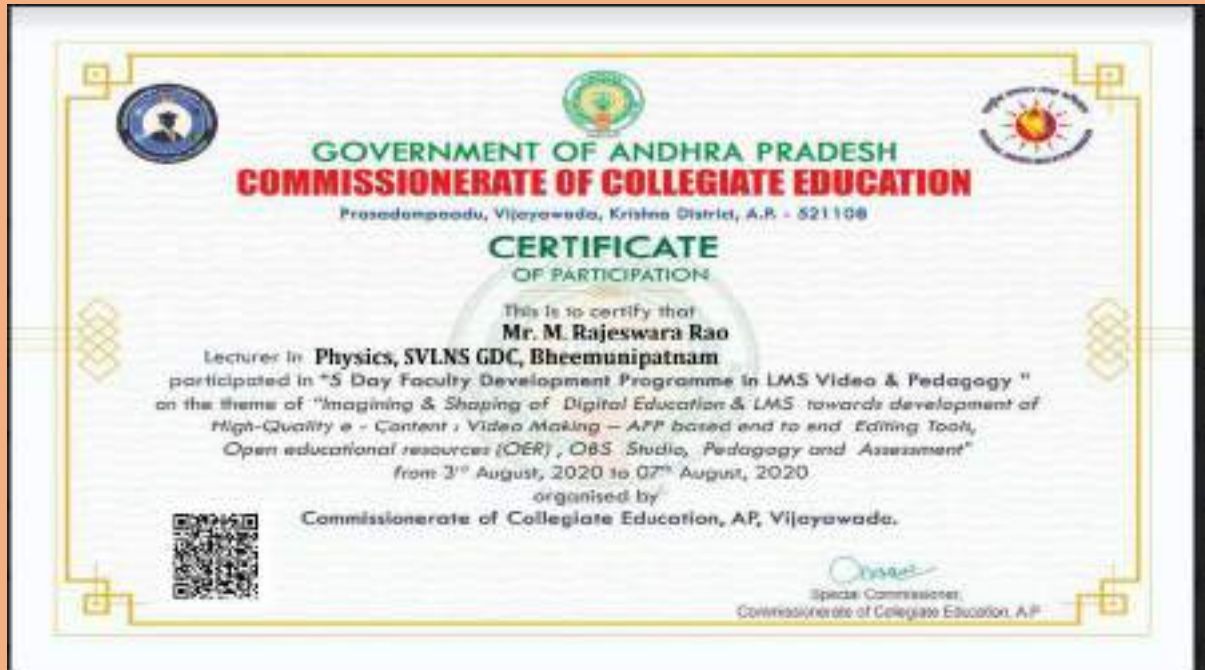 GOVERNMENT OF ANDHRA PRADESH
COMMISSIONERATE OF COLLEGIATE EDUCATION
Prasadampaadu, Vijayawada, Krishna District, A.P. - 521108
CERTIFICATE
OF PARTICIPATION
This is to certify that
Mr. M. Rajeswara Rao
Lecturer in Physics, SVLNS GDC, Bheemunipatnam
participated in "5 Day Faculty Development Programme in LMS Video & Pedagogy "
on the theme of "Imagining & Shaping of Digital Education & LMS towards development of
High-Quality e - Content : Video Making – APP based end to end Editing Tools,
Open educational resources (OER) , OBS Studio, Pedagogy and Assessment"
from 3rd August, 2020 to 07th August, 2020
organised by
Commissionerate of Collegiate Education, AP, Vijayawada.
Special Commissioner,
Commissionerate of Collegiate Education, A.P